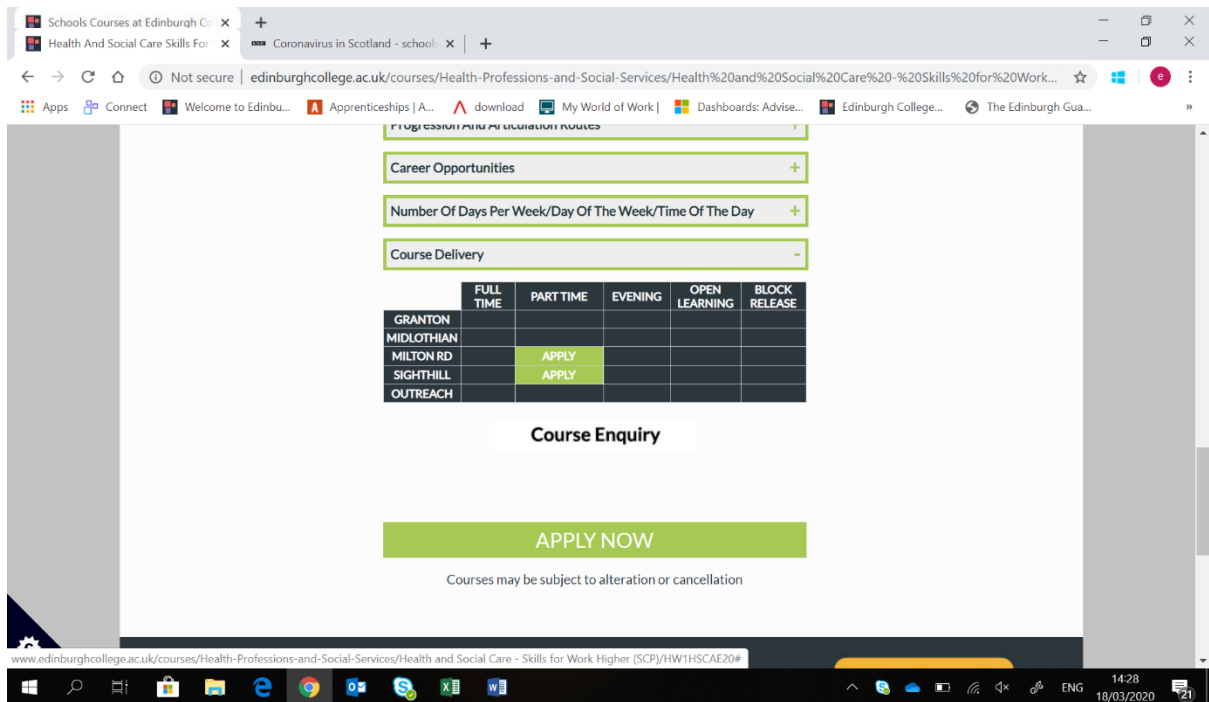 Schools Courses at Edinburgh Co
Health And Social Care Skills For
Coronavirus in Scotland - school
Not secure | edinburghcollege.ac.uk/courses/Health-Professions-and-Social-Services/Health%20and%20Social%20Care%20-%20Skills%20for%20Work...
Apps Connect Welcome to Edinbu... Apprenticeships | A... download My World of Work | Dashboards: Advise... Edinburgh College... The Edinburgh Gua... »
Progression And Articulation Routes +
Career Opportunities +
Number Of Days Per Week/Day Of The Week/Time Of The Day +
Course Delivery -
FULL TIME PART TIME EVENING OPEN LEARNING BLOCK RELEASE
GRANTON
MIDLOTHIAN
MILTON RD APPLY
SIGHTHILL APPLY
OUTREACH
Course Enquiry
APPLY NOW
Courses may be subject to alteration or cancellation
www.edinburghcollege.ac.uk/courses/Health-Professions-and-Social-Services/Health and Social Care - Skills for Work Higher (SCP)/HW1HSCAE20#
ENG 14:28
18/03/2020 21